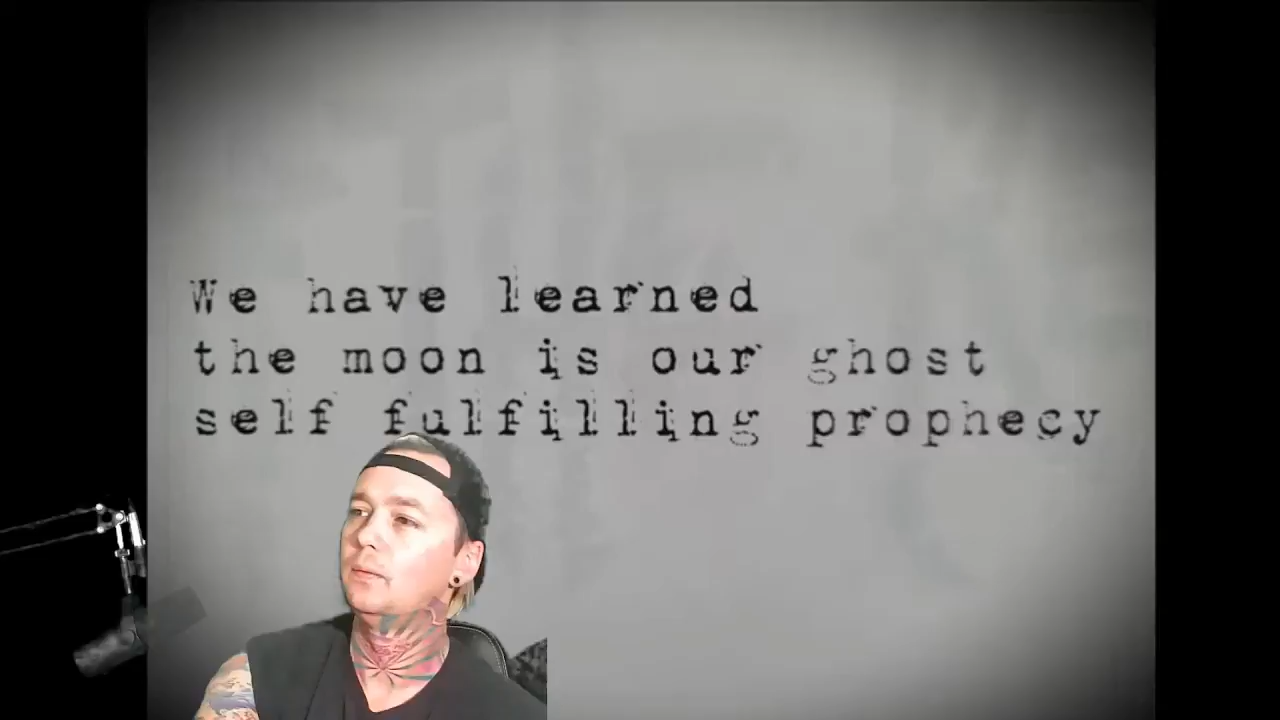 We have learned
the moon is our ghost
self fulfilling prophecy